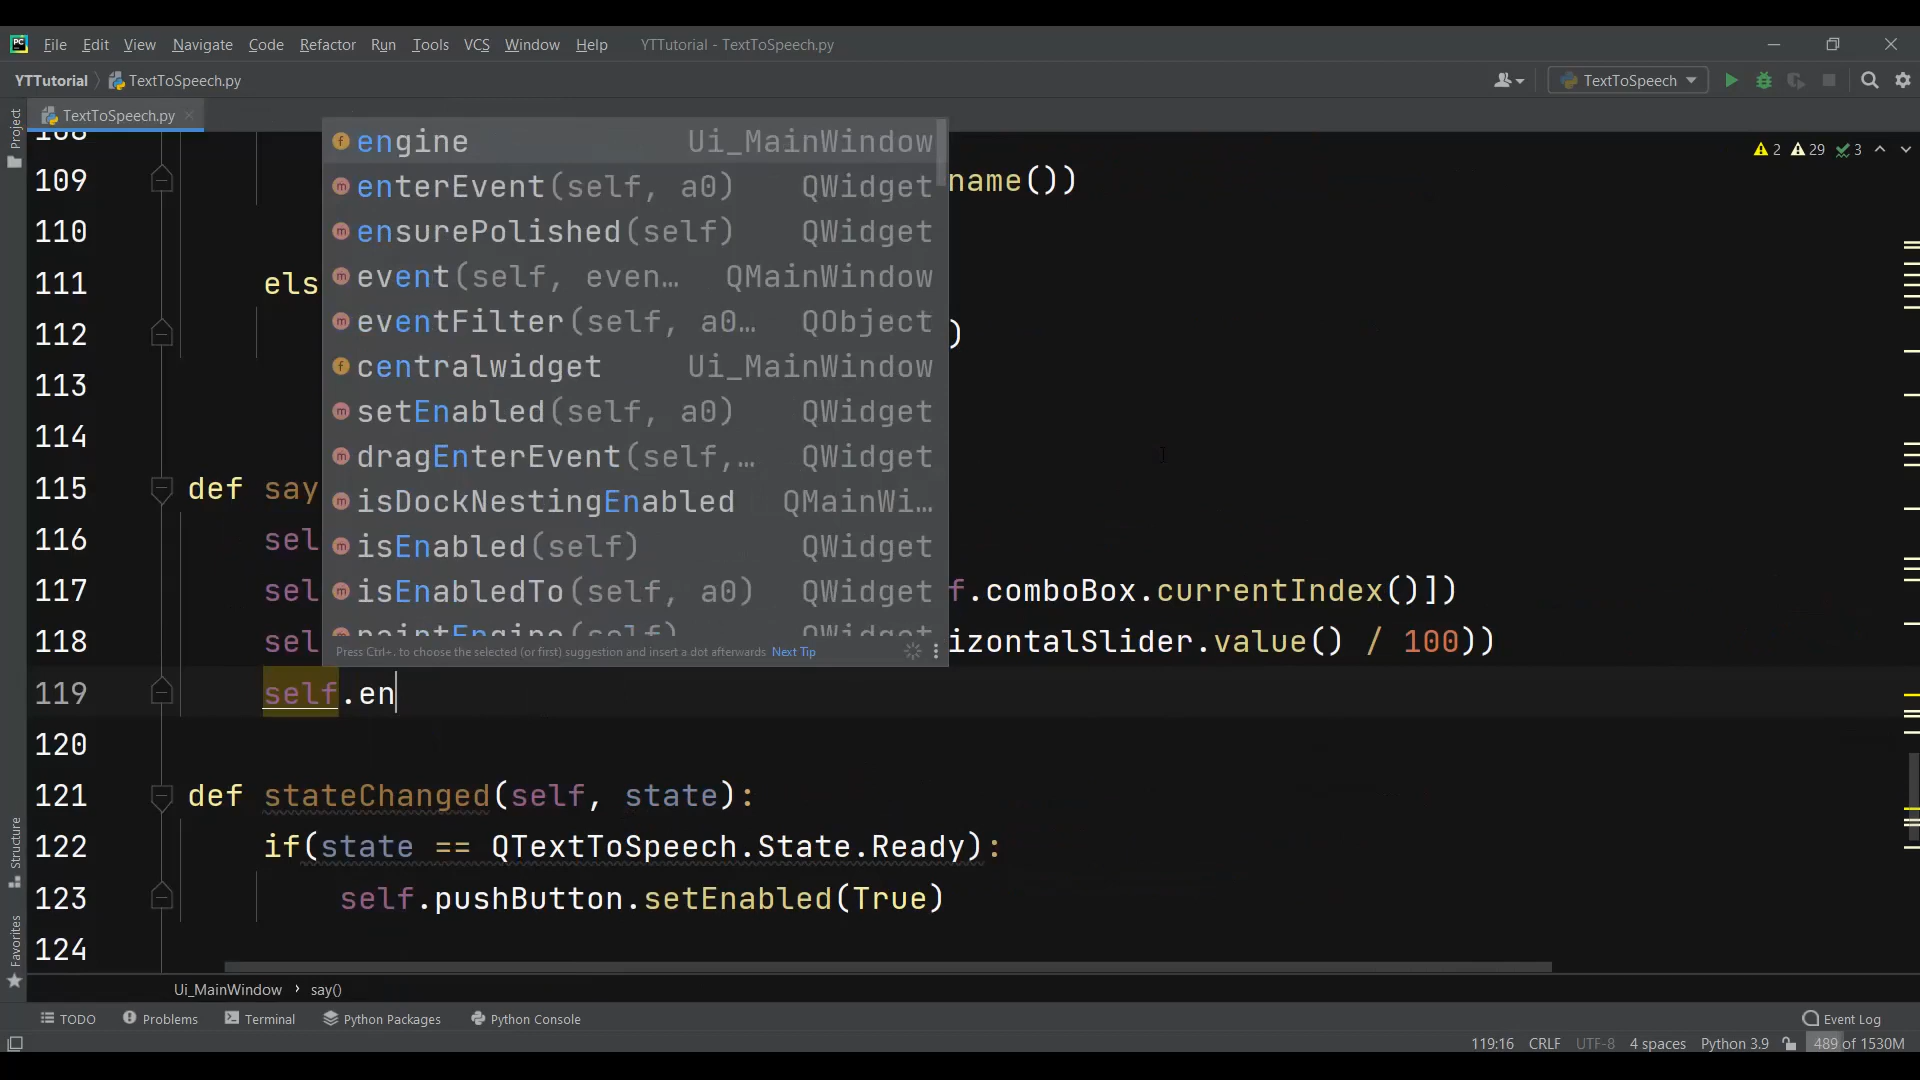 File Edit View Navigate Code Refactor Run Tools VCS Window Help YTTutorial - TextToSpeech.py
YTTutorial TextToSpeech.py TextToSpeech
TextToSpeech.py
Project
108
2 29 3
109 name())
110
111 els
112 )
113
114
115 def say
116 sel
117 sel f.comboBox.currentIndex()])
118 sel izontalSlider.value() / 100))
119 self.en
120
121 def stateChanged(self, state):
122 if(state == QTextToSpeech.State.Ready):
123 self.pushButton.setEnabled(True)
124
engine Ui_MainWindow
enterEvent(self, a0) QWidget
ensurePolished(self) QWidget
event(self, even… QMainWindow
eventFilter(self, a0… QObject
centralwidget Ui_MainWindow
setEnabled(self, a0) QWidget
dragEnterEvent(self,… QWidget
isDockNestingEnabled QMainWi…
isEnabled(self) QWidget
isEnabledTo(self, a0) QWidget
paintEngine(self) QWidget
Press Ctrl+. to choose the selected (or first) suggestion and insert a dot afterwards Next Tip
Structure
Favorites
Ui_MainWindow › say()
TODO Problems Terminal Python Packages Python Console Event Log
119:16 CRLF UTF-8 4 spaces Python 3.9 489 of 1530M